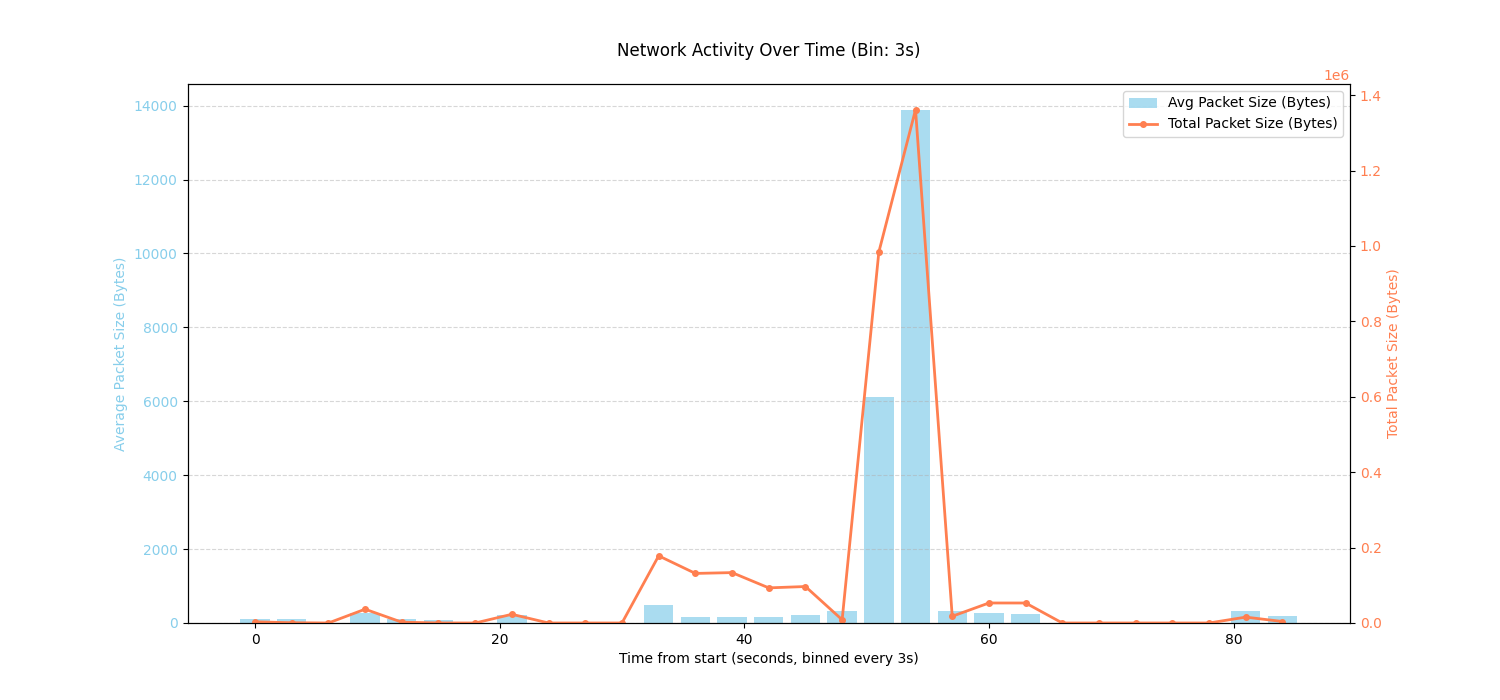 Network Activity Over Time (Bin: 3s)
1e6
Avg Packet Size (Bytes)
Total Packet Size (Bytes)
Average Packet Size (Bytes)
14000
12000
10000
8000
6000
4000
2000
0
1.4
1.2
1.0
0.8
0.6
0.4
0.2
0.0
Total Packet Size (Bytes)
0 20 40 60 80
Time from start (seconds, binned every 3s)